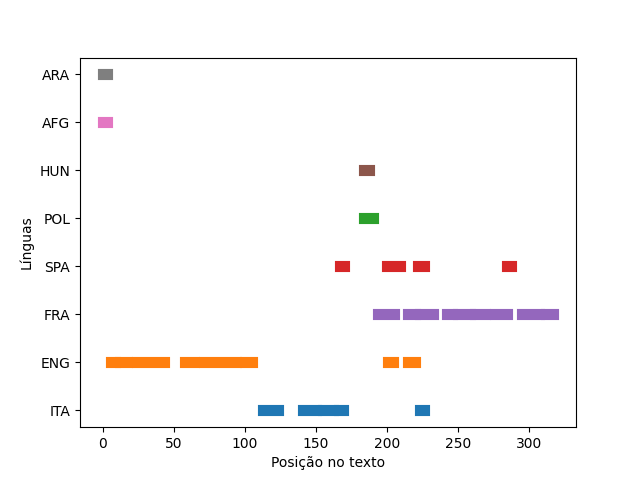 ARA
AFG
HUN
POL
SPA
FRA
ENG
ITA
Línguas
0 50 100 150 200 250 300
Posição no texto